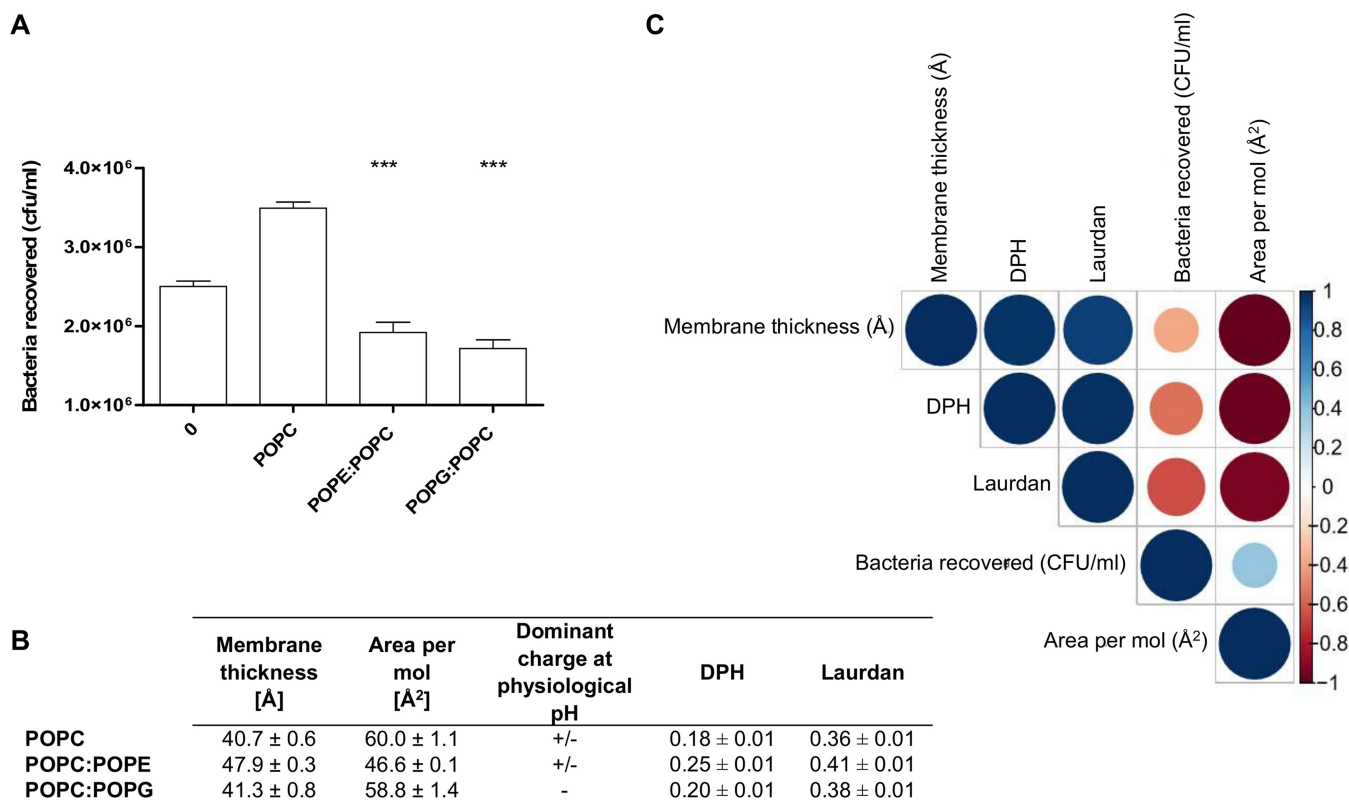 A
Bacteria recovered (cfu/ml)
4.0×10⁶
3.0×10⁶
2.0×10⁶
1.0×10⁶
*** ***
0
POPC
POPE:POPC
POPG:POPC
C
Membrane thickness (Å)
DPH
Laurdan
Bacteria recovered (CFU/ml)
Area per mol (Å²)
Membrane thickness (Å)
DPH
Laurdan
Bacteria recovered (CFU/ml)
Area per mol (Å²)
1
0.8
0.6
0.4
0.2
0
−0.2
−0.4
−0.6
−0.8
−1
B
Membrane
thickness
[Å]
Area per
mol
[Å²]
Dominant
charge at
physiological
pH
DPH
Laurdan
POPC 40.7 ± 0.6 60.0 ± 1.1 +/- 0.18 ± 0.01 0.36 ± 0.01
POPC:POPE 47.9 ± 0.3 46.6 ± 0.1 +/- 0.25 ± 0.01 0.41 ± 0.01
POPC:POPG 41.3 ± 0.8 58.8 ± 1.4 - 0.20 ± 0.01 0.38 ± 0.01